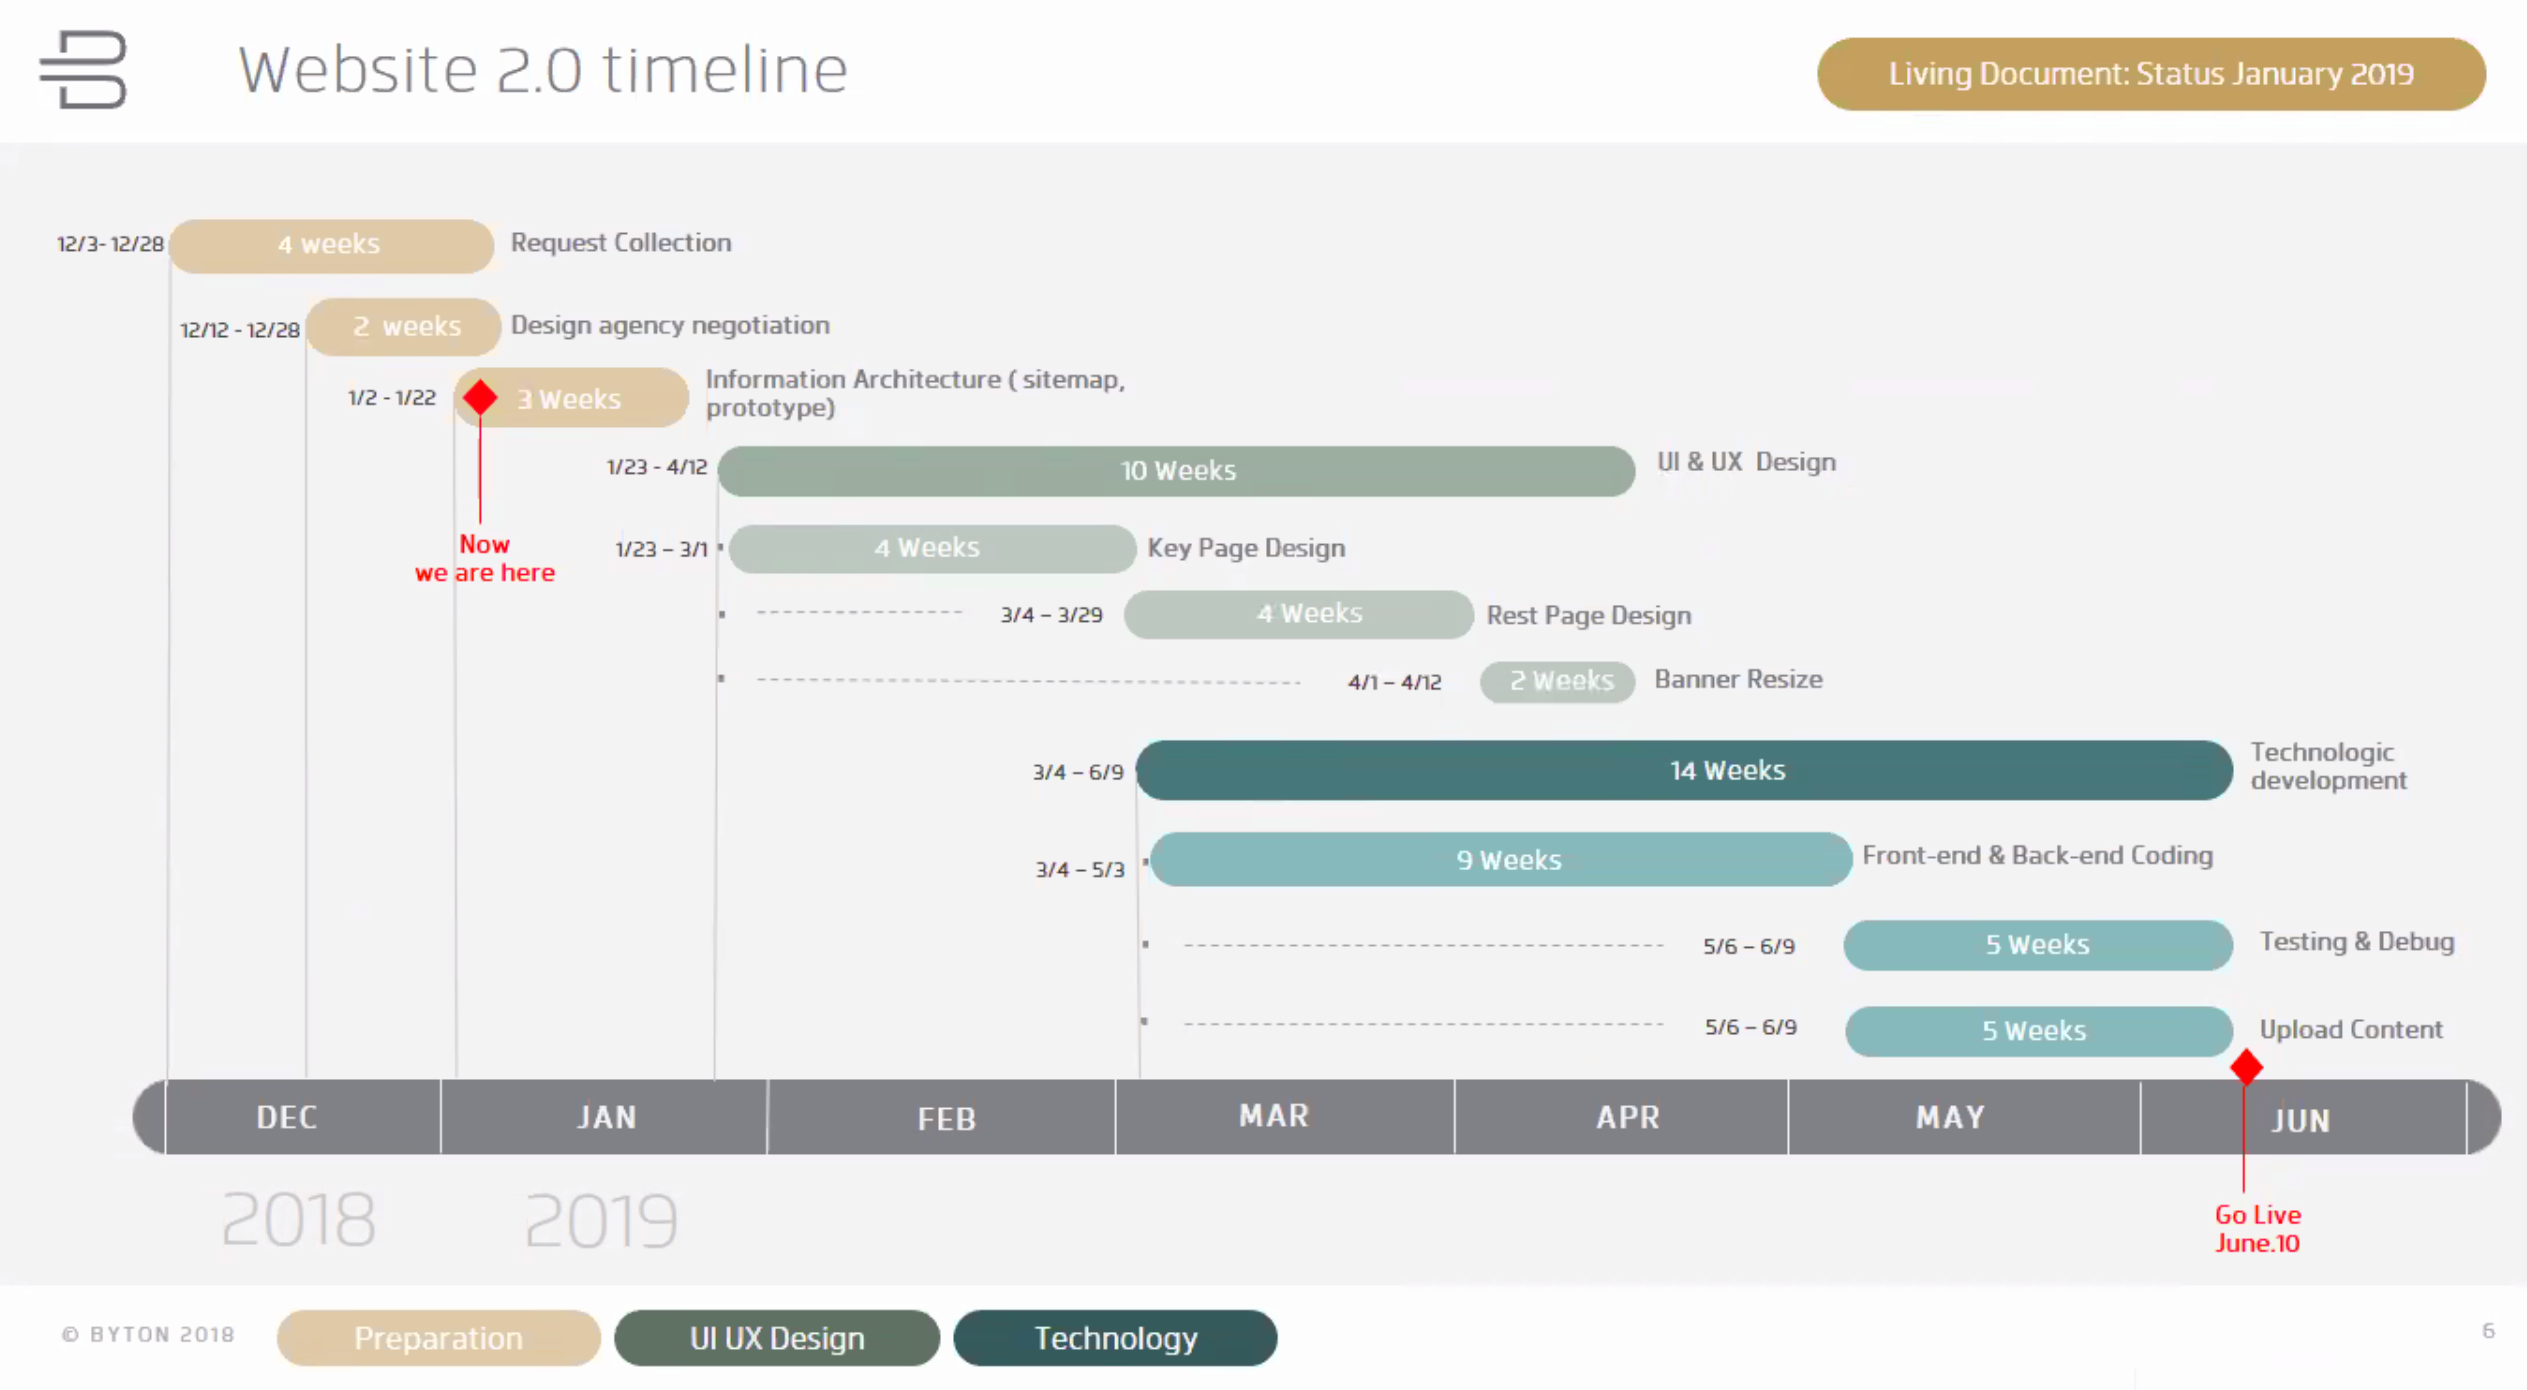 Website 2.0 timeline
Living Document: Status January 2019
12/3- 12/28
4 weeks
Request Collection
12/12 - 12/28
2 weeks
Design agency negotiation
1/2 - 1/22
3 Weeks
Information Architecture ( sitemap,
prototype)
1/23 - 4/12
10 Weeks
UI & UX Design
Now
we are here
1/23 – 3/1
4 Weeks
Key Page Design
3/4 – 3/29
4 Weeks
Rest Page Design
4/1 – 4/12
2 Weeks
Banner Resize
3/4 – 6/9
14 Weeks
Technologic
development
3/4 – 5/3
9 Weeks
Front-end & Back-end Coding
5/6 – 6/9
5 Weeks
Testing & Debug
5/6 – 6/9
5 Weeks
Upload Content
DEC
JAN
FEB
MAR
APR
MAY
JUN
2018
2019
Go Live
June.10
© BYTON 2018
Preparation
UI UX Design
Technology
6